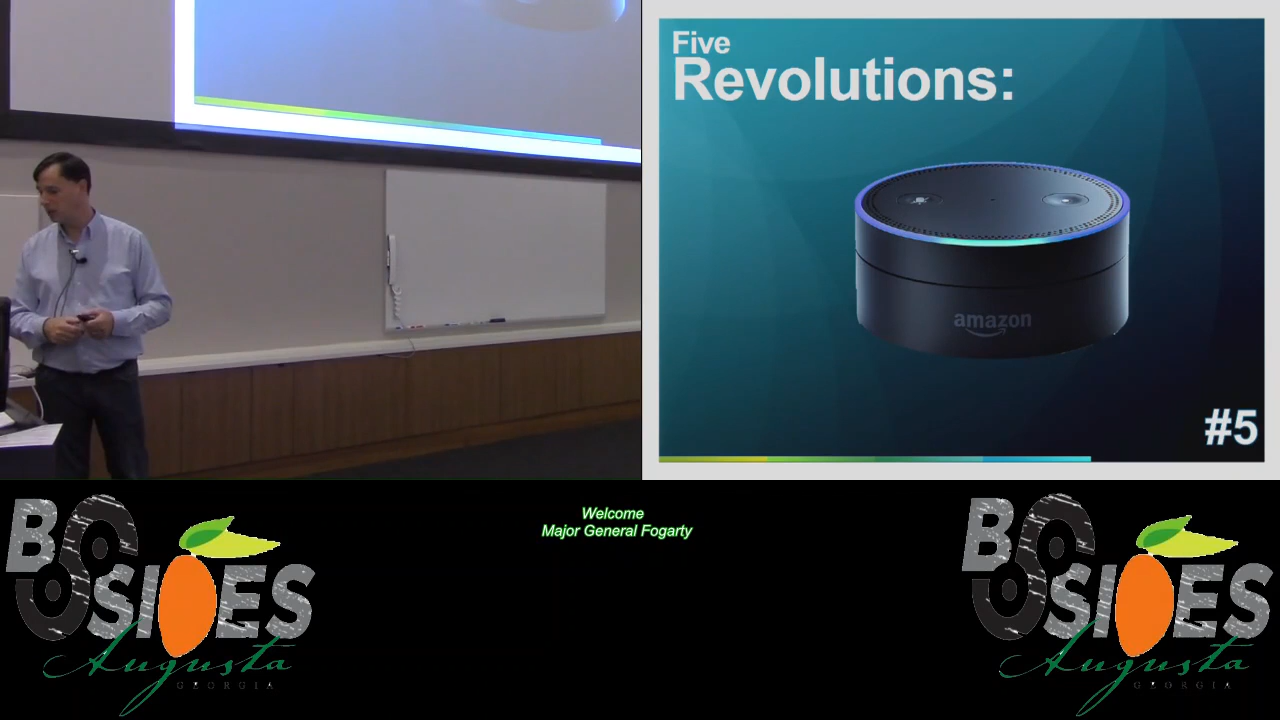 Five
Revolutions:
amazon
#5
Welcome
Major General Fogarty
BSIDES
Augusta
GEORGIA
BSIDES
Augusta
GEORGIA